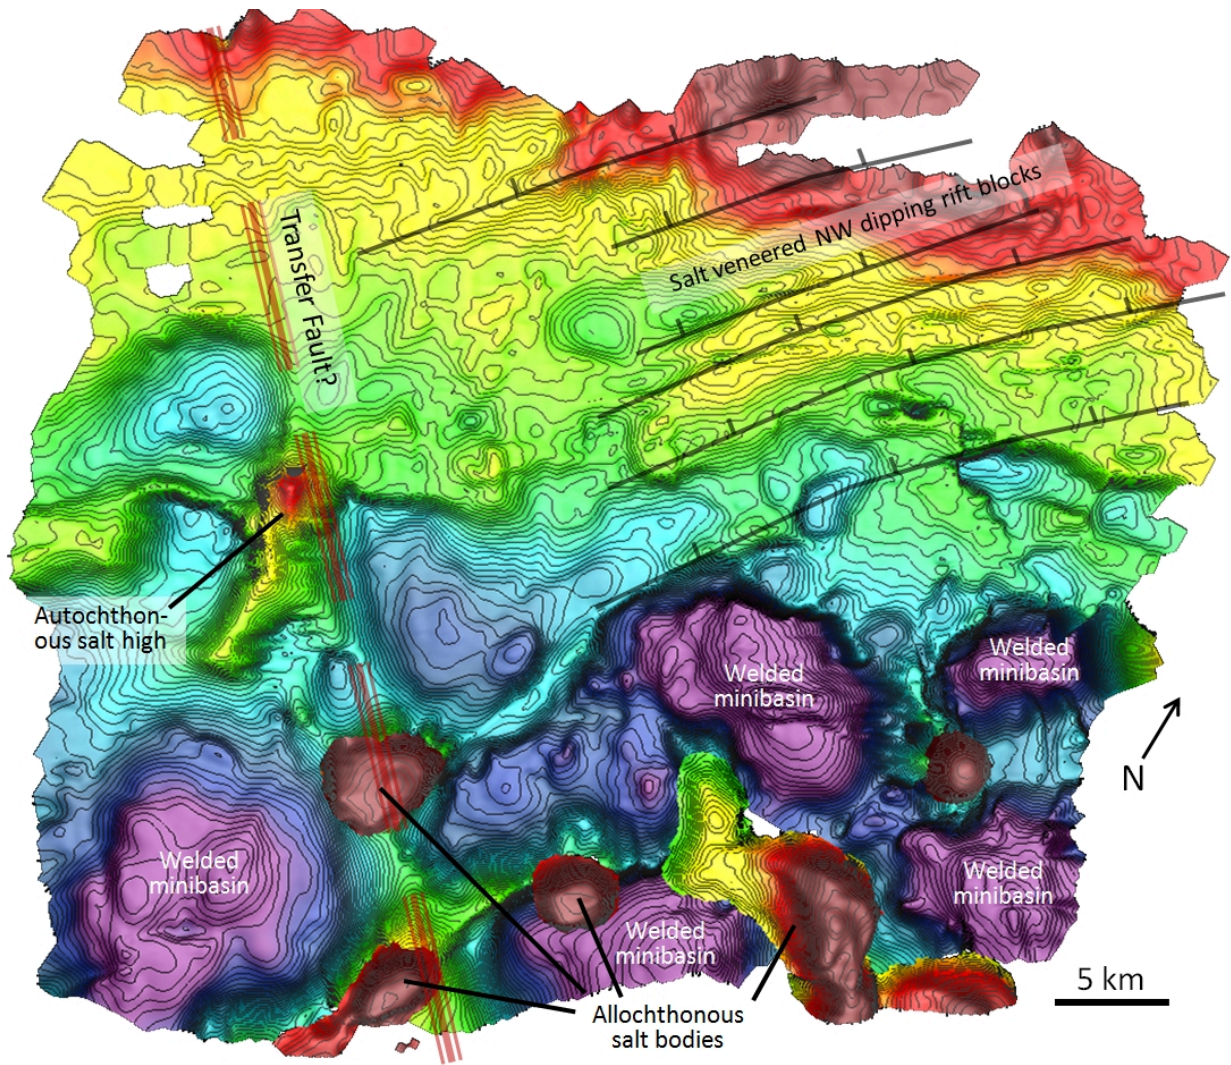 Salt veneered NW dipping rift blocks
Transfer Fault?
Autochthon-
ous salt high
Welded
minibasin
Welded
minibasin
N
Welded
minibasin
Welded
minibasin
Welded
minibasin
5 km
Allochthonous
salt bodies